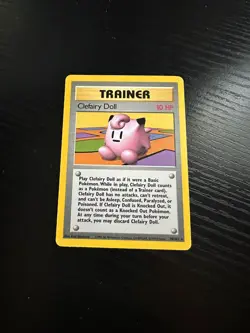 TRAINER
Clefairy Doll 10 HP
Play Clefairy Doll as if it were a Basic
Pokémon. While in play, Clefairy Doll counts
as a Pokémon (instead of a Trainer card).
Clefairy Doll has no attacks, can't retreat,
and can't be Asleep, Confused, Paralyzed, or
Poisoned. If Clefairy Doll is Knocked Out, it
doesn't count as a Knocked Out Pokémon.
At any time during your turn before your
attack, you may discard Clefairy Doll.